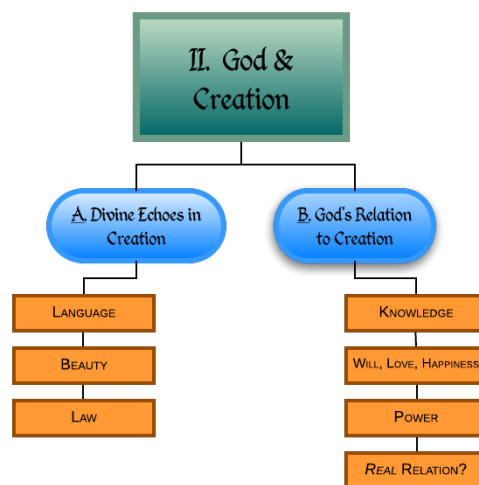 II. God &
Creation
A. Divine Echoes in
Creation
B. God's Relation
to Creation
Language
Beauty
Law
Knowledge
Will, Love, Happiness
Power
Real Relation?